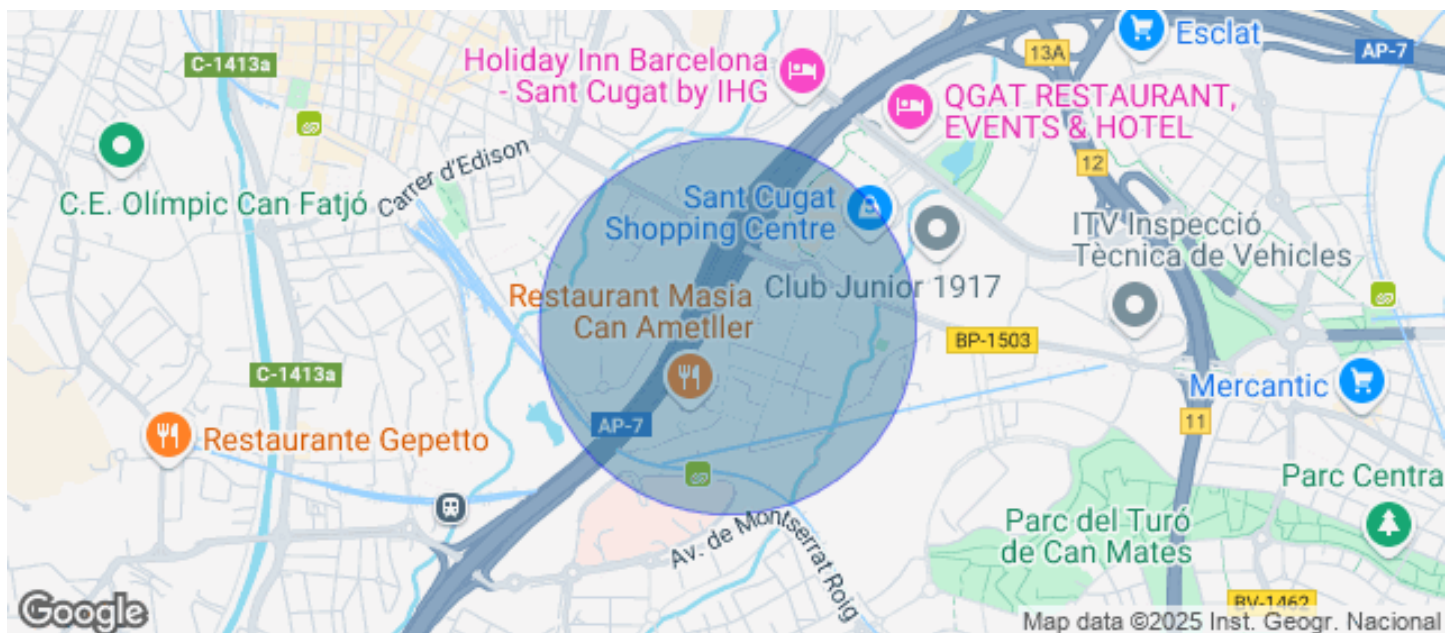 C-1413a
Holiday Inn Barcelona
- Sant Cugat by IHG
13A
Esclat
AP-7
QGAT RESTAURANT,
EVENTS & HOTEL
Carrer d'Edison
12
C.E. Olímpic Can Fatjó
Sant Cugat
Shopping Centre
ITV Inspecció
Tècnica de Vehicles
Club Junior 1917
Restaurant Masia
Can Ametller
BP-1503
C-1413a
Mercantic
AP-7
11
Restaurante Gepetto
Parc Centra
Parc del Turó
de Can Mates
Av. de Montserrat Roig
BV-1462
Google
Map data ©2025 Inst. Geogr. Nacional